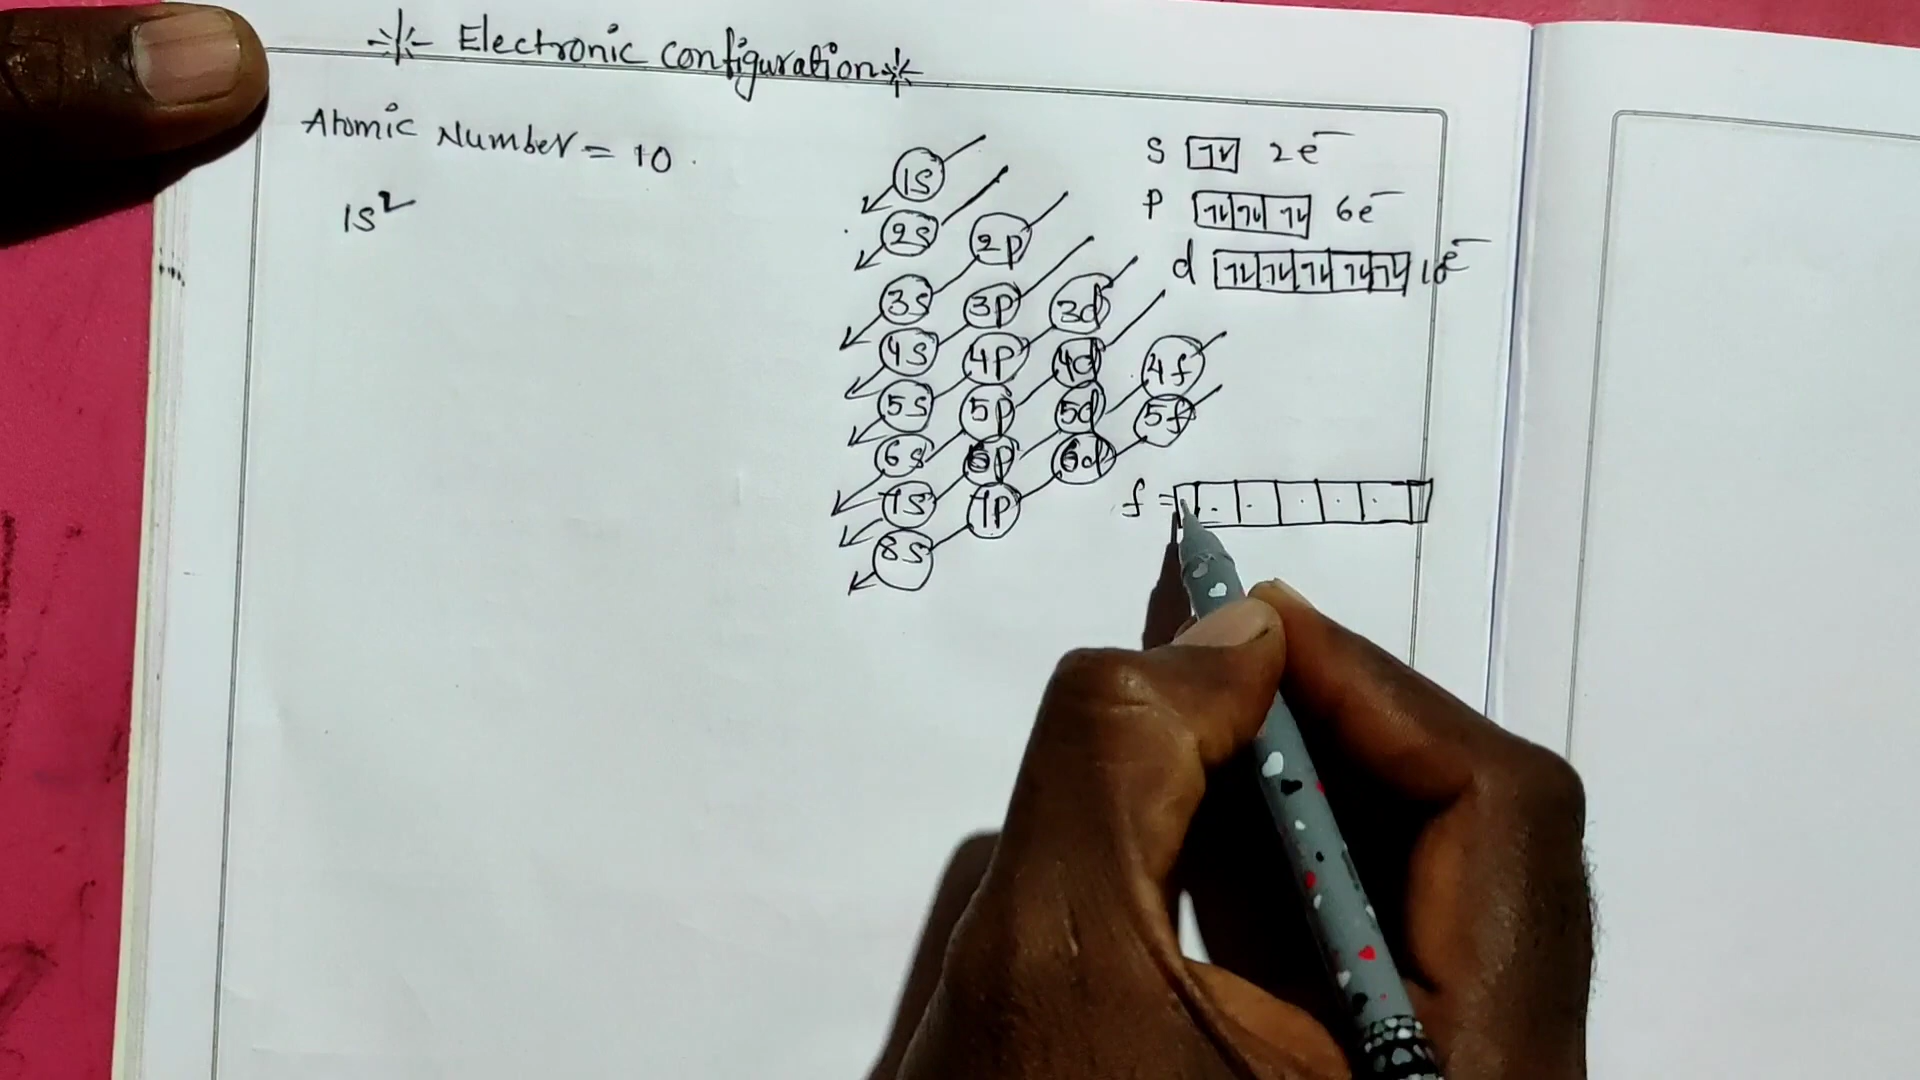 Electronic Configuration
Atomic Number = 10
1s²
1s
2s 2p
3s 3p 3d
4s 4p 4d 4f
5s 5p 5d 5f
6s 6p 6d
7s 7p
8s
s 2e⁻
p 6e⁻
d 10e⁻
f =